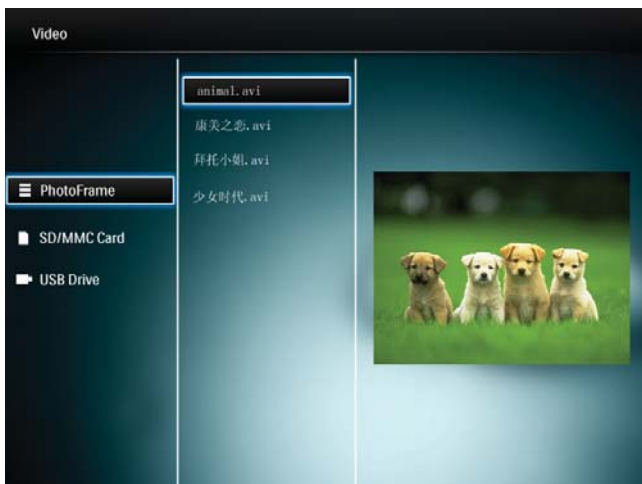 Video
PhotoFrame
SD/MMC Card
USB Drive
animal.avi
康美之恋.avi
拜托小姐.avi
少女时代.avi